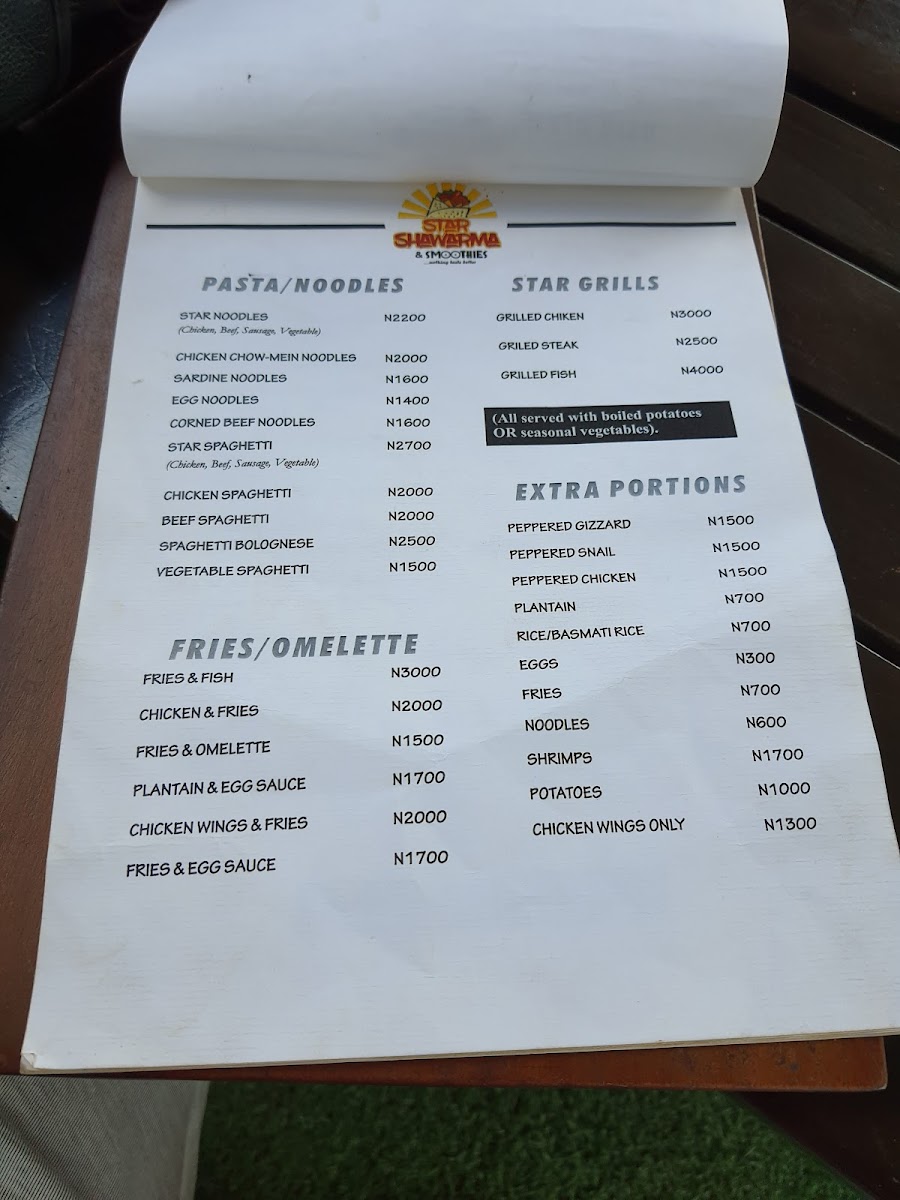 STAR
SHAWARMA
& SMOOTHIES
PASTA/NOODLES
STAR NOODLES N2200
(Chicken, Beef, Sausage, Vegetable)
CHICKEN CHOW-MEIN NOODLES N2000
SARDINE NOODLES N1600
EGG NOODLES N1400
CORNED BEEF NOODLES N1600
STAR SPAGHETTI N2700
(Chicken, Beef, Sausage, Vegetable)
CHICKEN SPAGHETTI N2000
BEEF SPAGHETTI N2000
SPAGHETTI BOLOGNESE N2500
VEGETABLE SPAGHETTI N1500
FRIES/OMELETTE
FRIES & FISH N3000
CHICKEN & FRIES N2000
FRIES & OMELETTE N1500
PLANTAIN & EGG SAUCE N1700
CHICKEN WINGS & FRIES N2000
FRIES & EGG SAUCE N1700
STAR GRILLS
GRILLED CHIKEN N3000
GRILED STEAK N2500
GRILLED FISH N4000
(All served with boiled potatoes
OR seasonal vegetables).
EXTRA PORTIONS
PEPPERED GIZZARD N1500
PEPPERED SNAIL N1500
PEPPERED CHICKEN N1500
PLANTAIN N700
RICE/BASMATI RICE N700
EGGS N300
FRIES N700
NOODLES N600
SHRIMPS N1700
POTATOES N1000
CHICKEN WINGS ONLY N1300